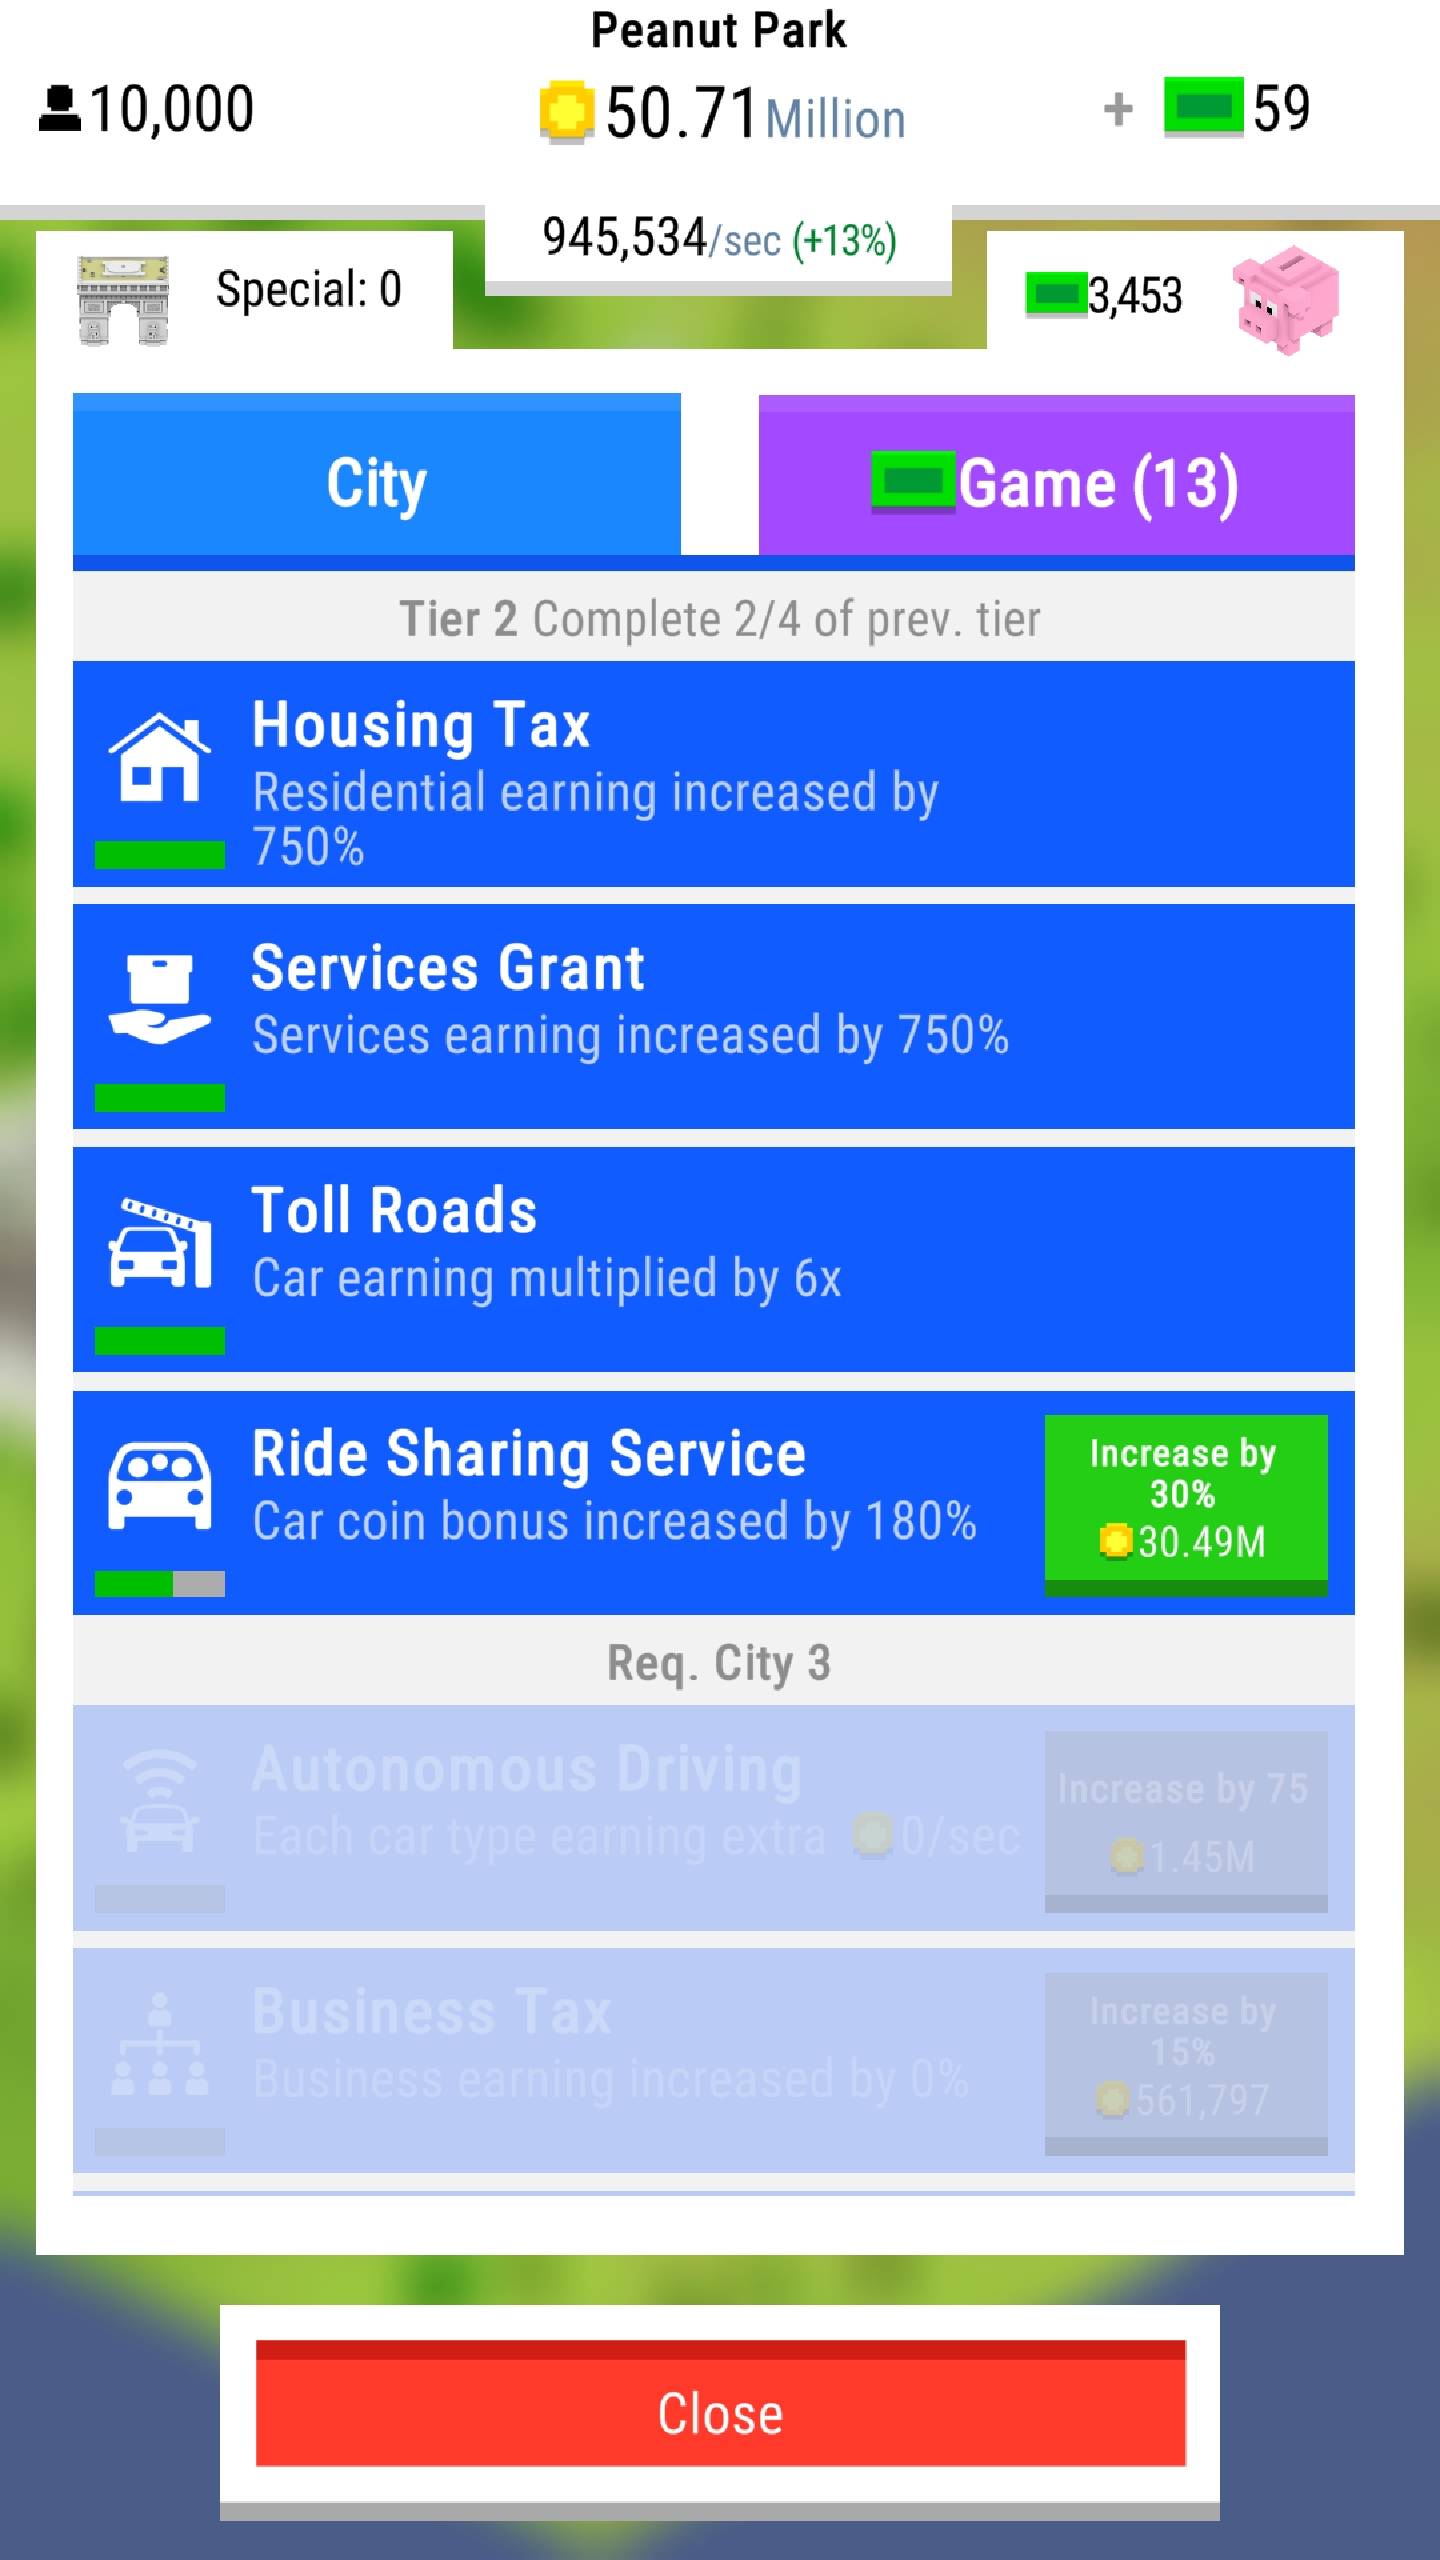 Peanut Park
10,000
50.71 Million
+ 59
945,534/sec (+13%)
Special: 0
3,453
City
Game (13)
Tier 2 Complete 2/4 of prev. tier
Housing Tax
Residential earning increased by
750%
Services Grant
Services earning increased by 750%
Toll Roads
Car earning multiplied by 6x
Ride Sharing Service
Car coin bonus increased by 180%
Increase by
30%
30.49M
Req. City 3
Autonomous Driving
Each car type earning extra 0/sec
Increase by 75
1.45M
Business Tax
Business earning increased by 0%
Increase by
15%
561,797
Close